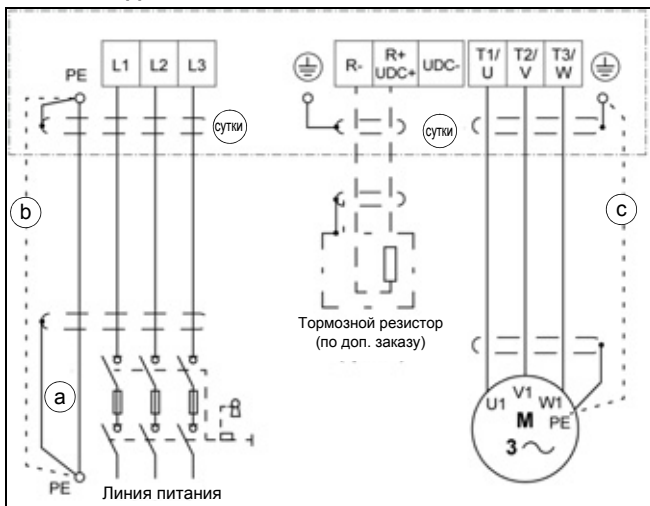 PE L1 L2 L3
R- R+ UDC+ UDC- T1/ U T2/ V T3/ W
сутки
сутки
b
c
a
Тормозной резистор
(по доп. заказу)
U1 V1 W1
M PE
3
PE
Линия питания